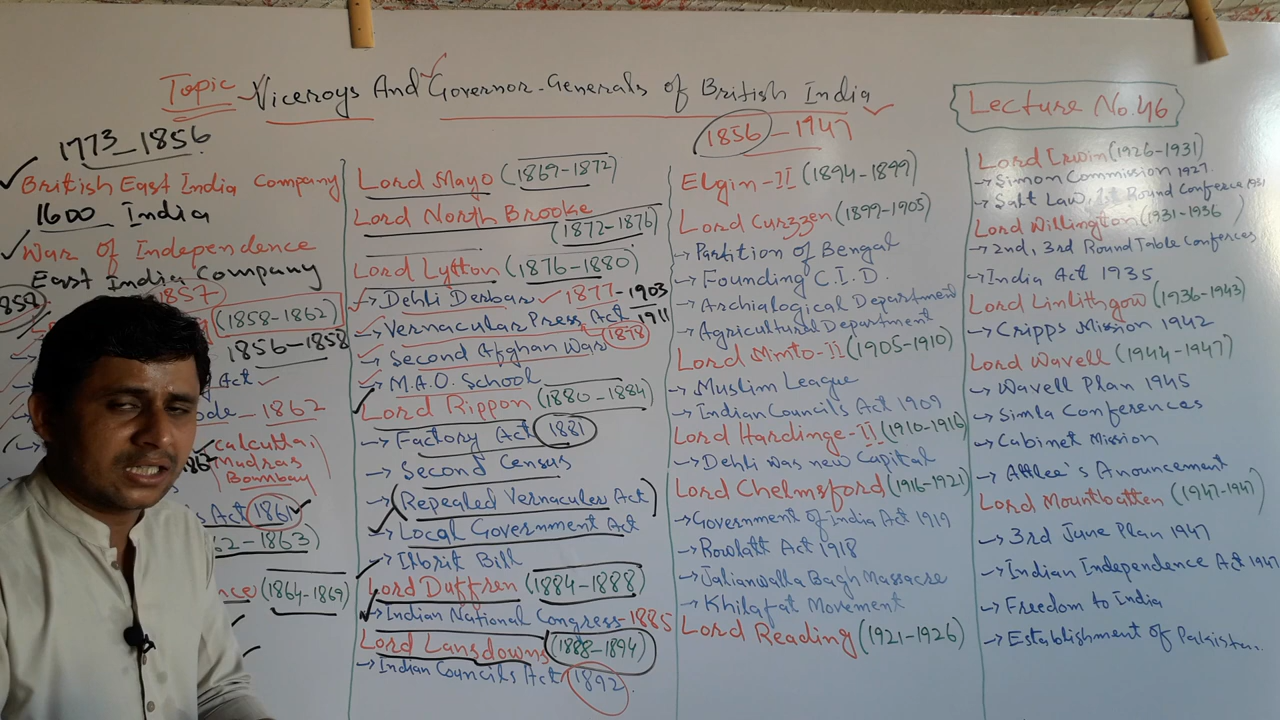 Topic Viceroys And Governor-Generals of British India
1856-1947
Lecture No.46
1773-1856
British East India Company
1600 India
War of Independence
East India Company
1857
1858
(1858-1862)
1856-1858
Act
1862
Calcutta
Madras
Bombay
Act 1861
(1864-1869)
Lord Mayo (1869-1872)
Lord North Brooke
(1872-1876)
Lord Lytton (1876-1880)
→ Dehli Derbar 1877-1903
1911
→ Vernacular Press Act
→ Second Afghan War 1878
→ M.A.O. School
Lord Rippon (1880-1884)
→ Factory Act 1881
→ Second Census
→ (Repealed Vernaculer Act)
→ Local Government Act
→ Ilbrit Bill
Lord Duffren (1884-1888)
→ Indian National Congress-1885
Lord Lansdowns (1888-1894)
→ Indian Councils Act 1892
Elgin-II (1894-1899)
Lord Curzzen (1899-1905)
→ Partition of Bengal
→ Founding C.I.D.
→ Archialogical Department
→ Agricultural Department
Lord Minto-II (1905-1910)
→ Muslim League
→ Indian Councils Act 1909
Lord Hardinge-II (1910-1916)
→ Dehli was new Capital
Lord Chelmsford (1916-1921)
→ Government of India Act 1919
→ Rowlatt Act 1918
→ Jalianwalla Bagh Massacre
→ Khilafat Movement
Lord Reading (1921-1926)
Lord Irwin (1926-1931)
→ Simon Commission 1927
→ Salt Law, 1st Round Conference 1931
Lord Willington (1931-1936)
→ 2nd, 3rd Round Table Confernces
→ India Act 1935
Lord Linlithgow (1936-1943)
→ Cripps Mission 1942
Lord Wavell (1944-1947)
→ Wavell Plan 1945
→ Simla Conferences
→ Cabinet Mission
→ Attlee's Anouncement
Lord Mountbatten (1947-1947)
→ 3rd June Plan 1947
→ Indian Independence Act 1947
→ Freedom to India
→ Establishment of Pakistan.